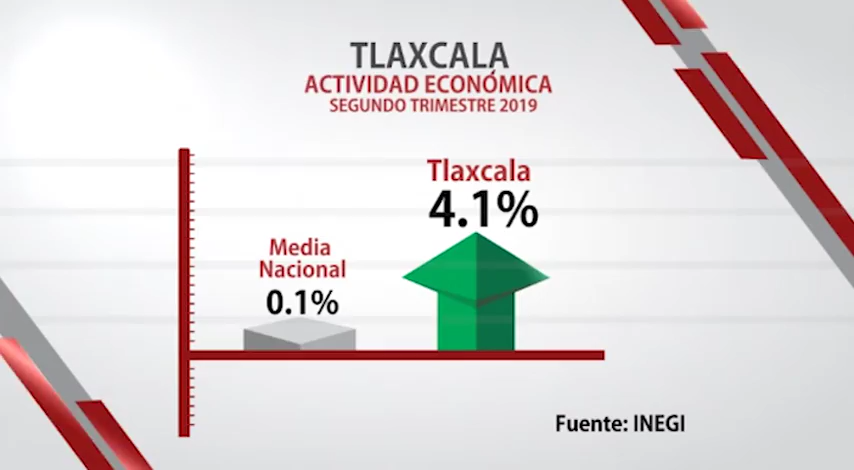 TLAXCALA
ACTIVIDAD ECONÓMICA
SEGUNDO TRIMESTRE 2019
Tlaxcala
4.1%
Media
Nacional
0.1%
Fuente: INEGI